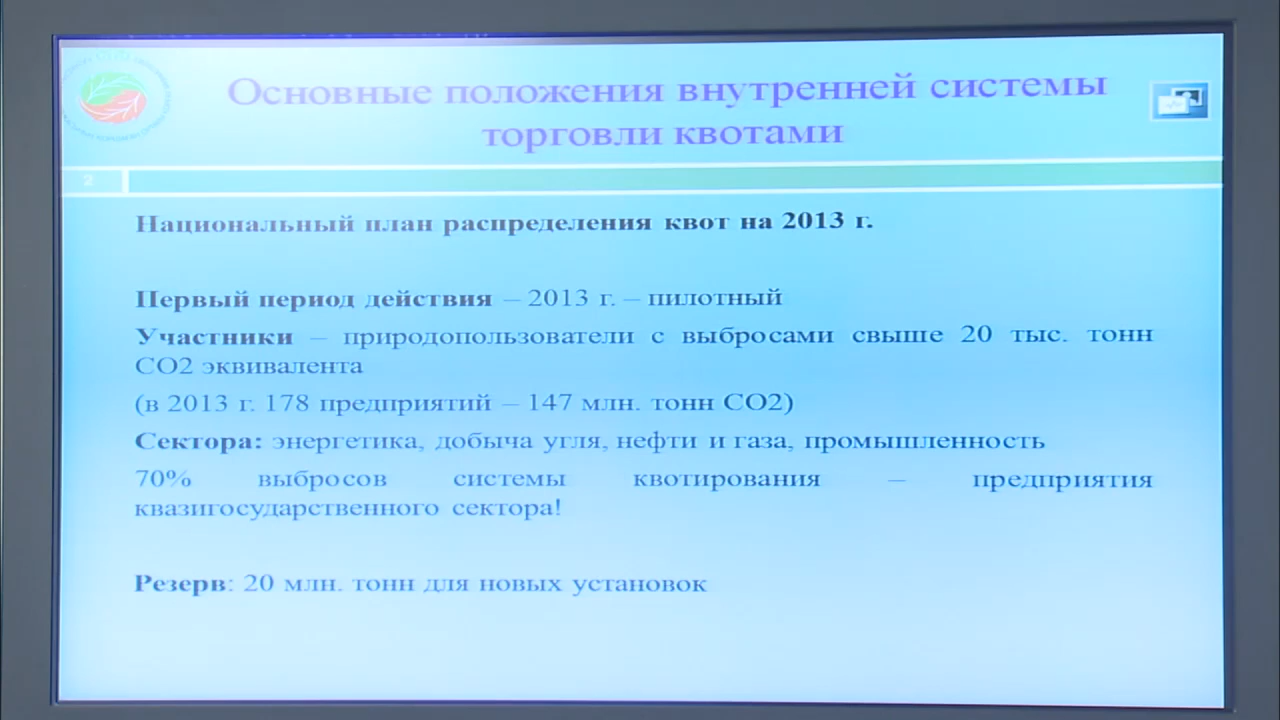 Основные положения внутренней системы
торговли квотами
2
Национальный план распределения квот на 2013 г.
Первый период действия – 2013 г. – пилотный
Участники – природопользователи с выбросами свыше 20 тыс. тонн
СО2 эквивалента
(в 2013 г. 178 предприятий – 147 млн. тонн СО2)
Сектора: энергетика, добыча угля, нефти и газа, промышленность
70% выбросов системы квотирования – предприятия
квазигосударственного сектора!
Резерв: 20 млн. тонн для новых установок